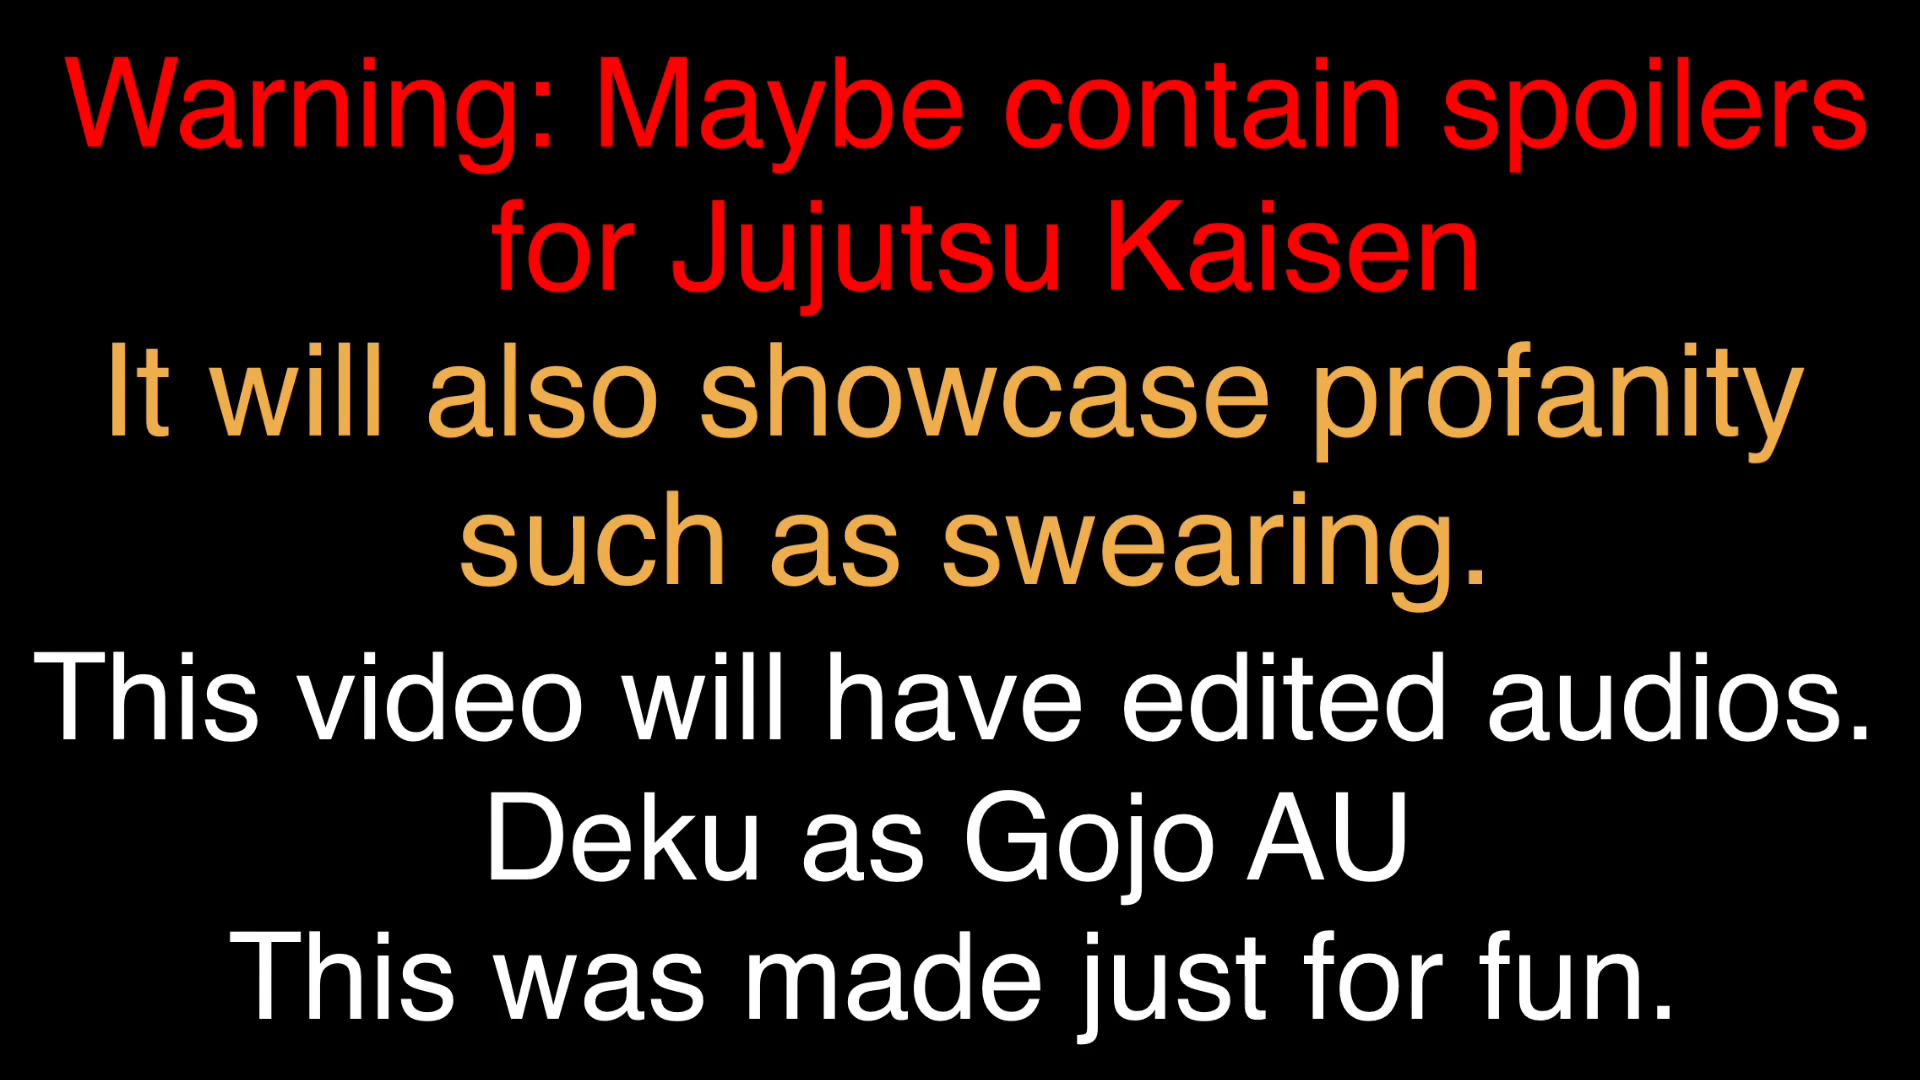 Warning: Maybe contain spoilers
for Jujutsu Kaisen
It will also showcase profanity
such as swearing.
This video will have edited audios.
Deku as Gojo AU
This was made just for fun.